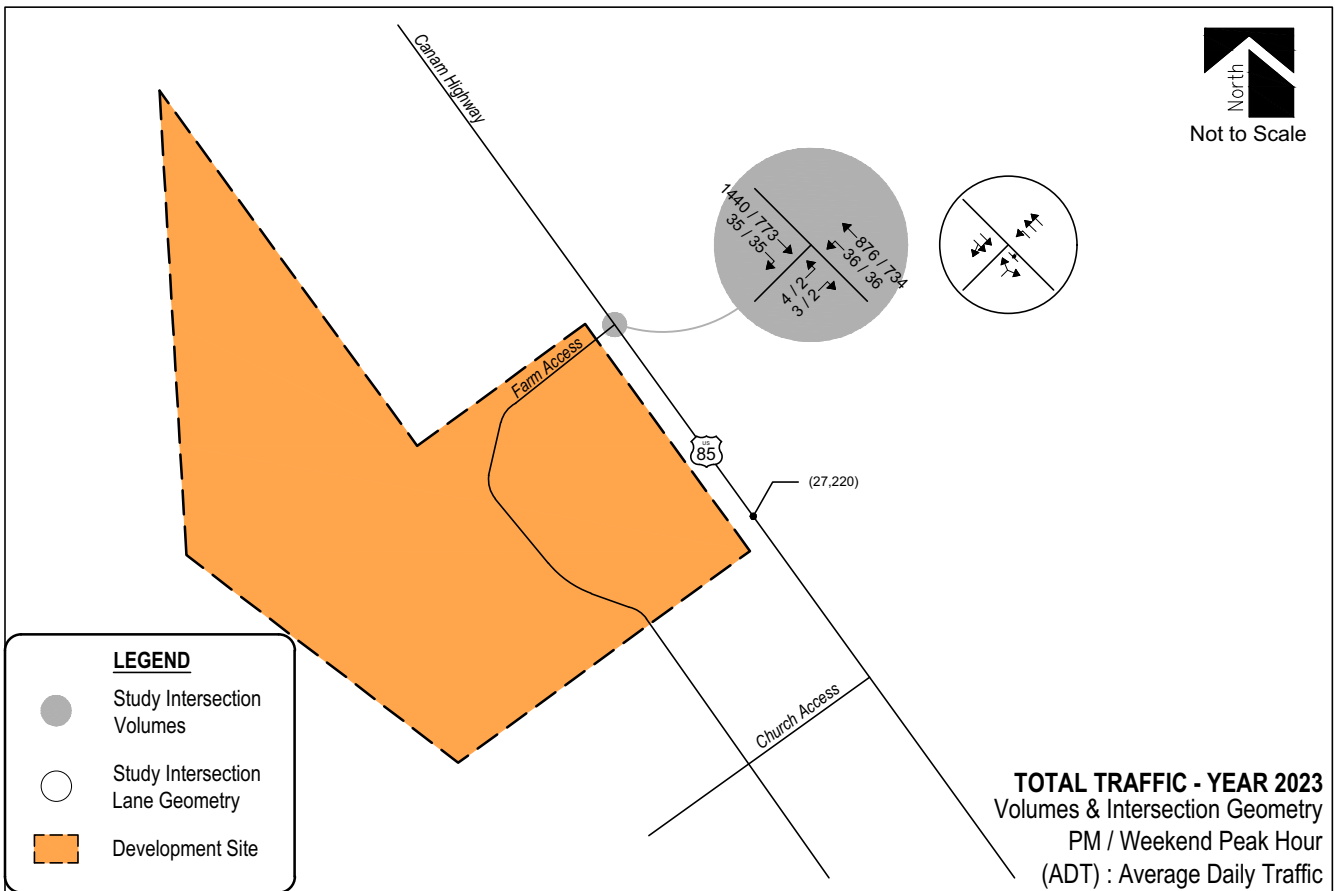 Canam Highway
North
Not to Scale
1440 / 773
35 / 35
876 / 734
36 / 36
4 / 2
3 / 2
Farm Access
US
85
(27,220)
Church Access
LEGEND
Study Intersection
Volumes
Study Intersection
Lane Geometry
Development Site
TOTAL TRAFFIC - YEAR 2023
Volumes & Intersection Geometry
PM / Weekend Peak Hour
(ADT) : Average Daily Traffic